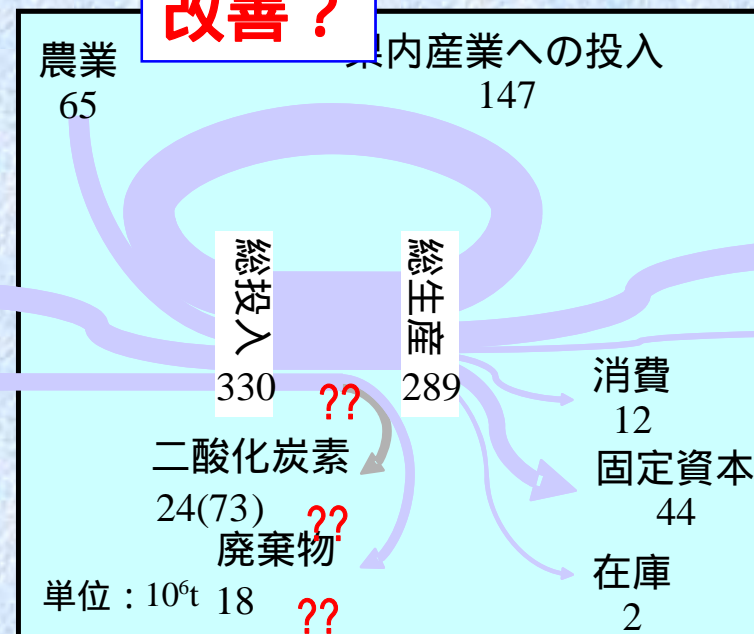 改善？
農業
65
県内産業への投入
147
総投入
330
総生産
289
??
二酸化炭素
24(73)
??
廃棄物
18
??
単位：10⁶t
消費
12
固定資本
44
在庫
2